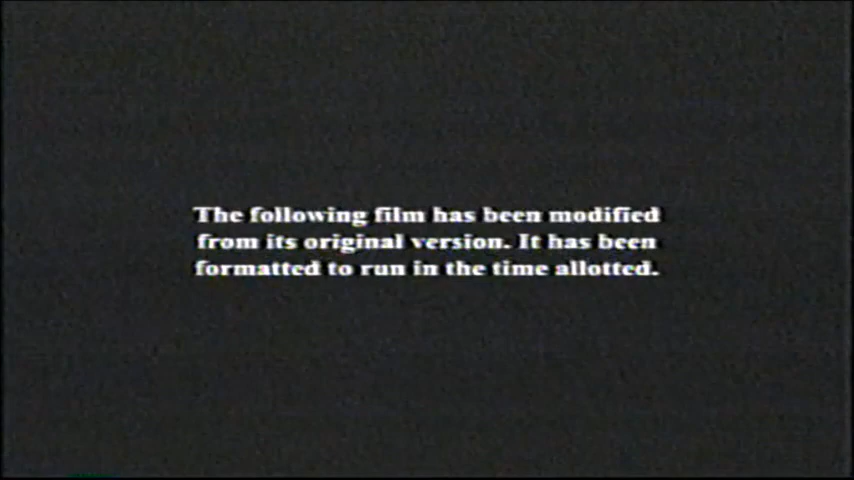 The following film has been modified
from its original version. It has been
formatted to run in the time allotted.